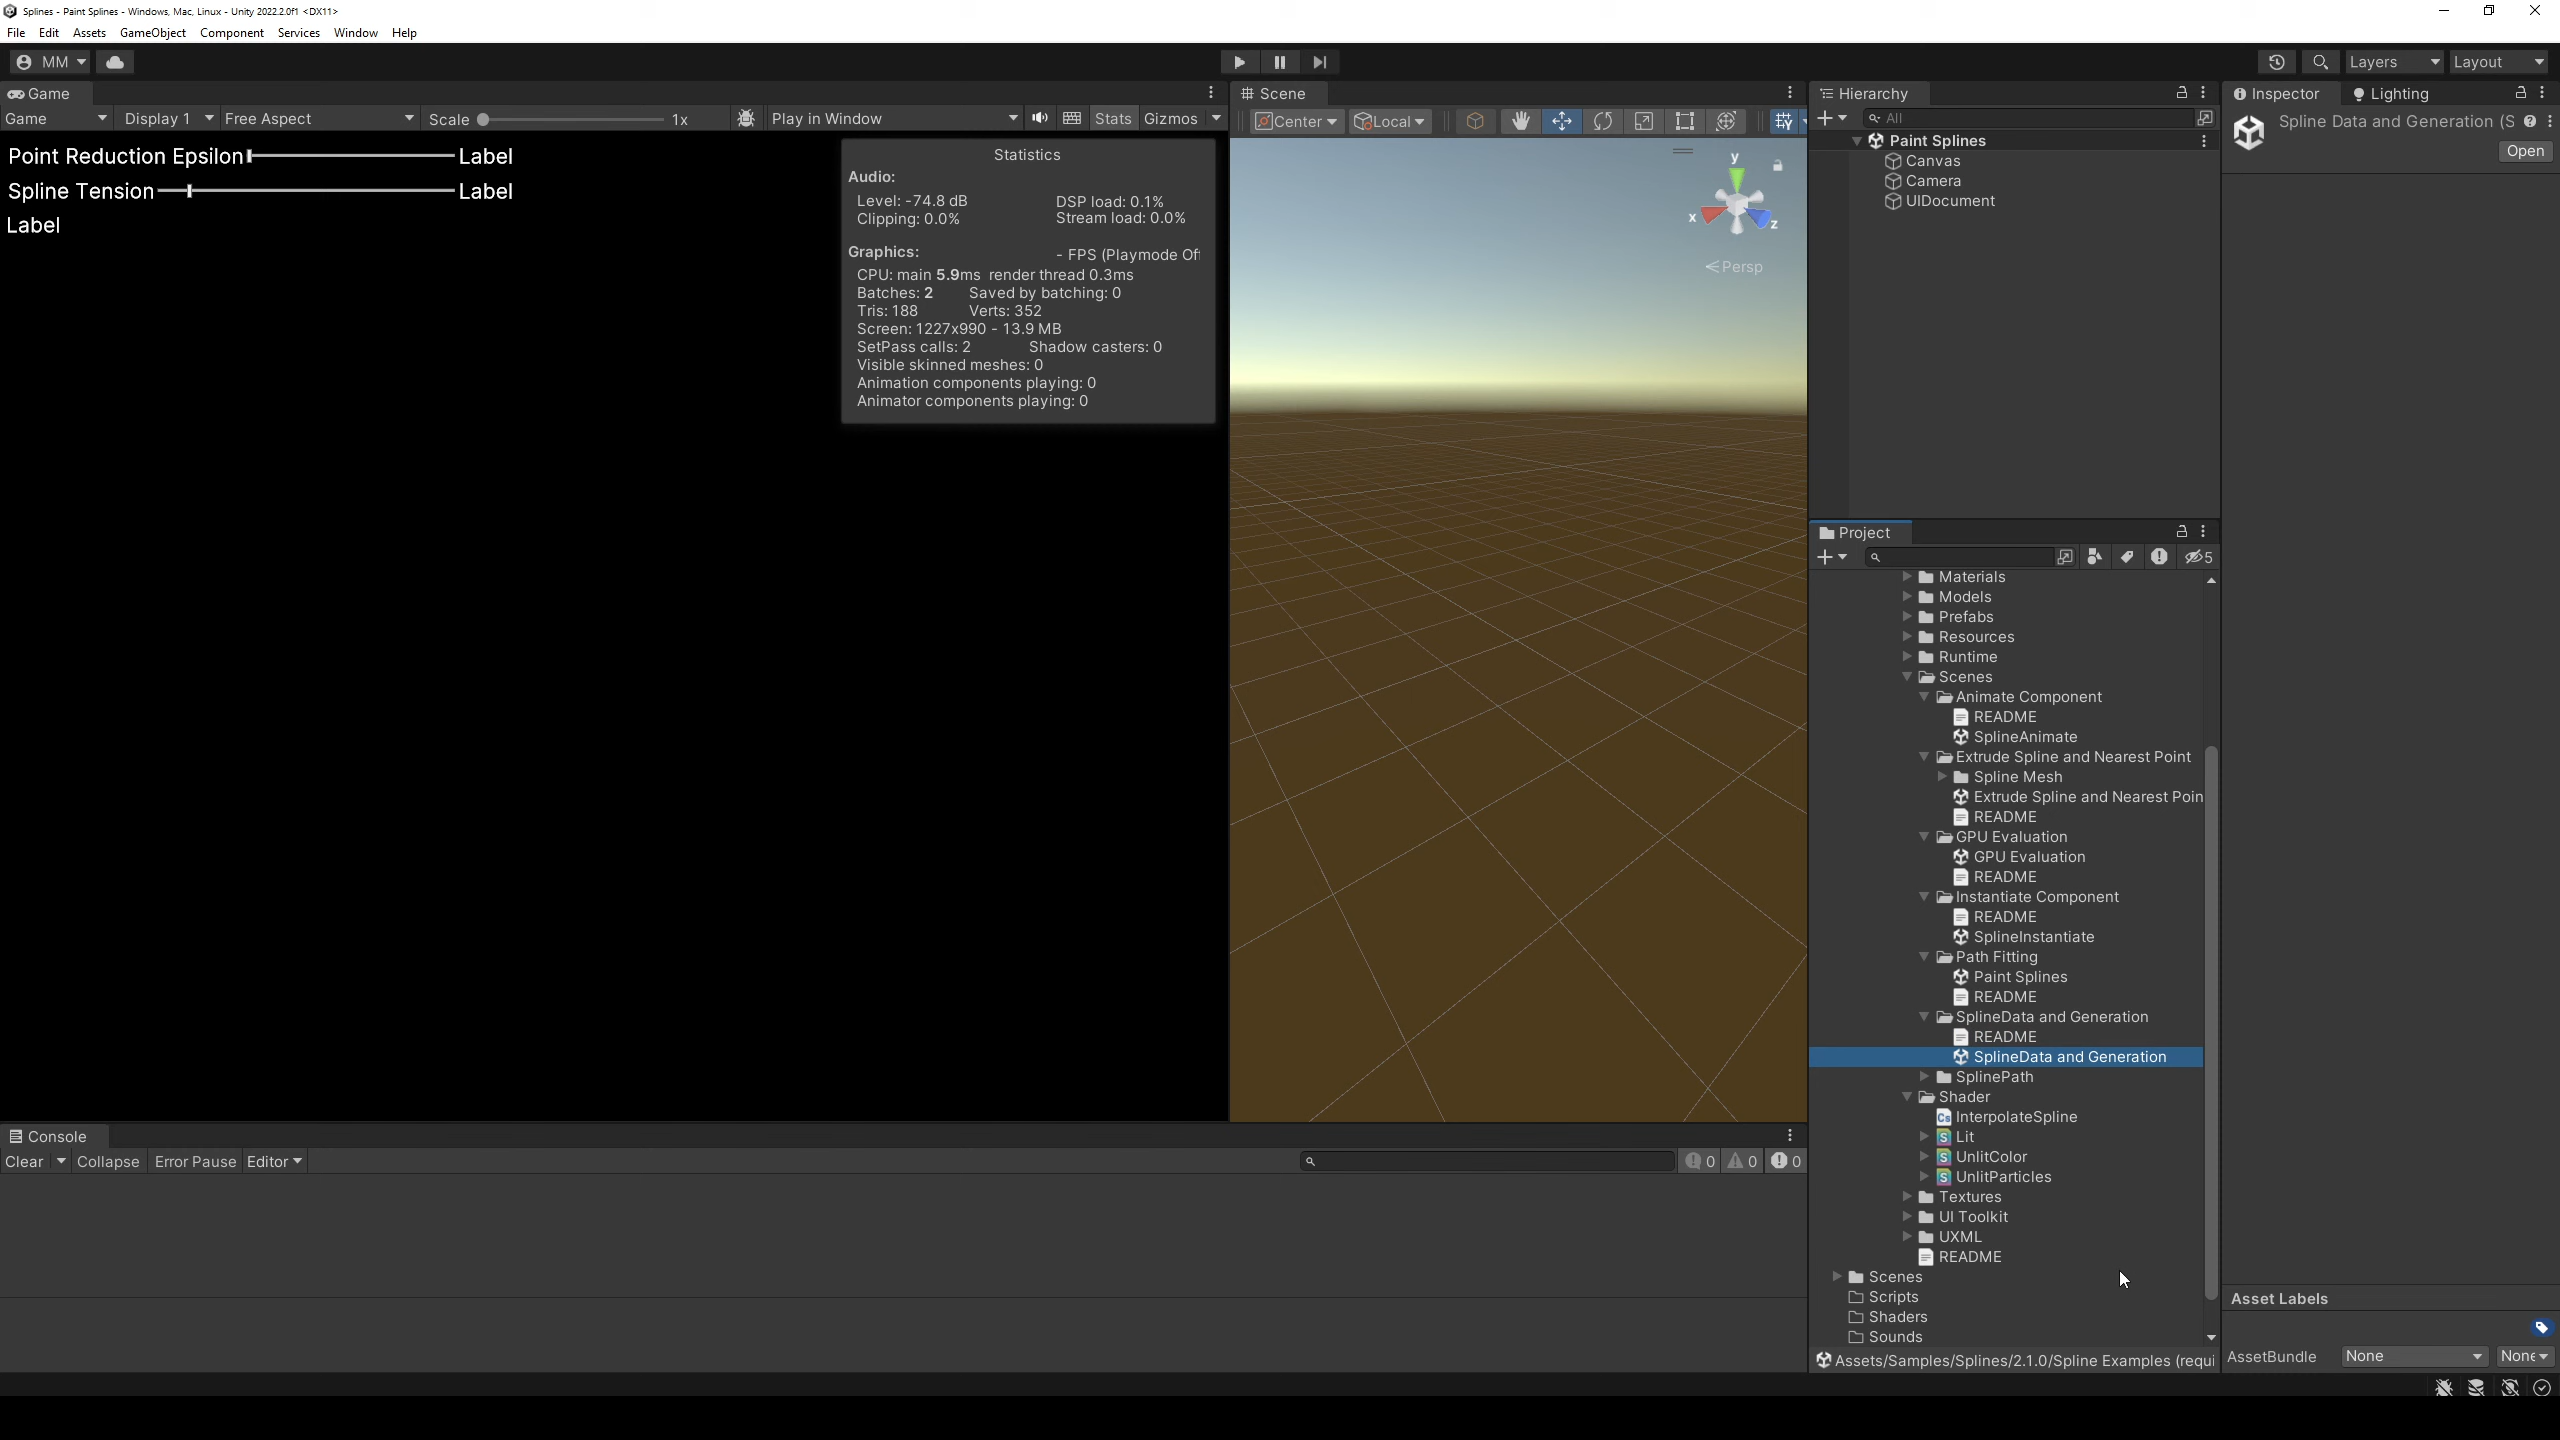 Splines - Paint Splines - Windows, Mac, Linux - Unity 2022.2.0f1 <DX11>
File Edit Assets GameObject Component Services Window Help
MM
Layers Layout
Game
Game Display 1 Free Aspect Scale 1x Play in Window Stats Gizmos
Point Reduction Epsilon Label
Spline Tension Label
Label
Statistics
Audio:
Level: -74.8 dB DSP load: 0.1%
Clipping: 0.0% Stream load: 0.0%
Graphics: - FPS (Playmode Of
CPU: main 5.9ms render thread 0.3ms
Batches: 2 Saved by batching: 0
Tris: 188 Verts: 352
Screen: 1227x990 - 13.9 MB
SetPass calls: 2 Shadow casters: 0
Visible skinned meshes: 0
Animation components playing: 0
Animator components playing: 0
Scene
Center Local
y
x z
Persp
Hierarchy
All
Paint Splines
Canvas
Camera
UIDocument
Project
5
Materials
Models
Prefabs
Resources
Runtime
Scenes
Animate Component
README
SplineAnimate
Extrude Spline and Nearest Point
Spline Mesh
Extrude Spline and Nearest Poin
README
GPU Evaluation
GPU Evaluation
README
Instantiate Component
README
SplineInstantiate
Path Fitting
Paint Splines
README
SplineData and Generation
README
SplineData and Generation
SplinePath
Shader
InterpolateSpline
Lit
UnlitColor
UnlitParticles
Textures
UI Toolkit
UXML
README
Scenes
Scripts
Shaders
Sounds
Assets/Samples/Splines/2.1.0/Spline Examples (requi
Inspector Lighting
Spline Data and Generation (S
Open
Asset Labels
AssetBundle None None
Console
Clear Collapse Error Pause Editor
0 0 0